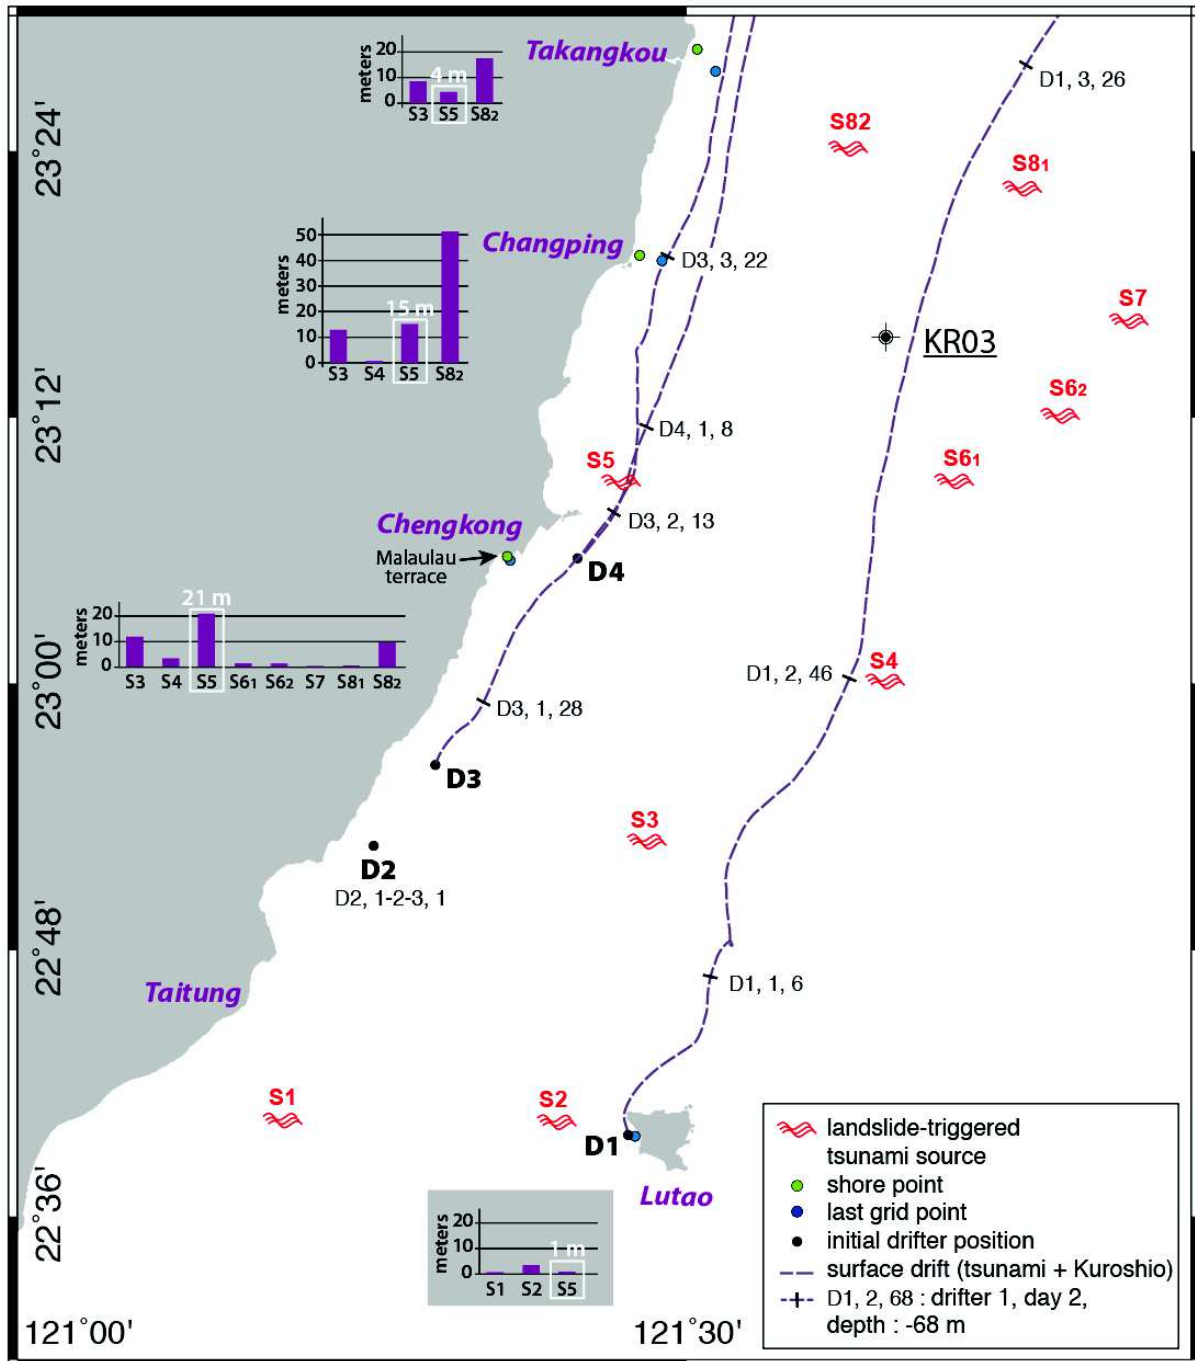 20
10
0
meters
4 m
S3 S5 S82
Takangkou
D1, 3, 26
23°24'
S82
S81
50
40
30
20
10
0
meters
15 m
S3 S4 S5 S82
Changping
D3, 3, 22
S7
KR03
S62
23°12'
D4, 1, 8
S5
S61
Chengkong
D3, 2, 13
Malaulau
terrace
D4
21 m
20
10
0
meters
S3 S4 S5 S61 S62 S7 S81 S82
23°00'
D1, 2, 46
S4
D3, 1, 28
D3
S3
D2
D2, 1-2-3, 1
22°48'
Taitung
D1, 1, 6
S1
S2
D1
Lutao
22°36'
20
10
0
meters
1 m
S1 S2 S5
landslide-triggered
tsunami source
shore point
last grid point
initial drifter position
surface drift (tsunami + Kuroshio)
D1, 2, 68 : drifter 1, day 2,
depth : -68 m
121°00'
121°30'